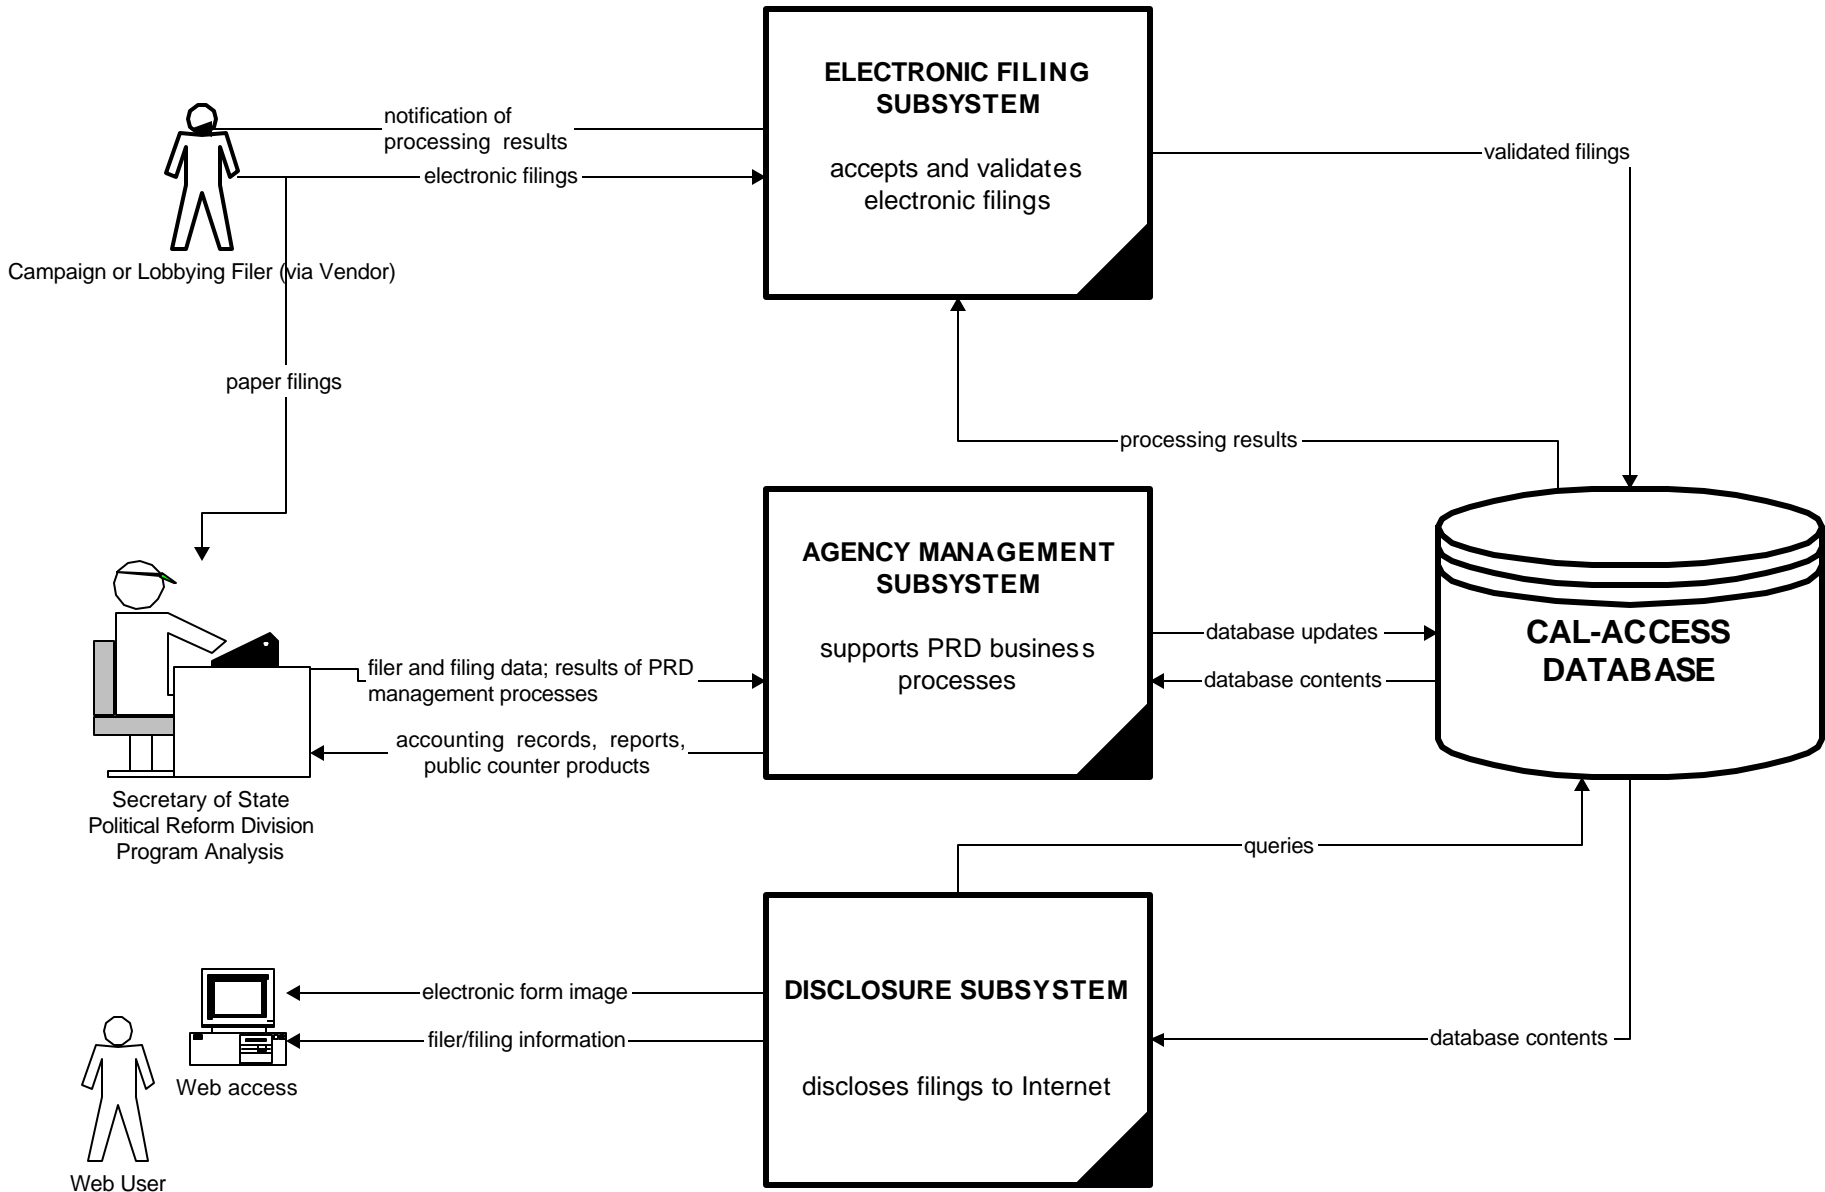 ELECTRONIC FILING
SUBSYSTEM
accepts and validates
electronic filings
notification of
processing results
electronic filings
validated filings
Campaign or Lobbying Filer (via Vendor)
paper filings
processing results
AGENCY MANAGEMENT
SUBSYSTEM
supports PRD business
processes
database updates
database contents
CAL-ACCESS
DATABASE
filer and filing data; results of PRD
management processes
accounting records, reports,
public counter products
Secretary of State
Political Reform Division
Program Analysis
queries
DISCLOSURE SUBSYSTEM
discloses filings to Internet
electronic form image
filer/filing information
database contents
Web access
Web User